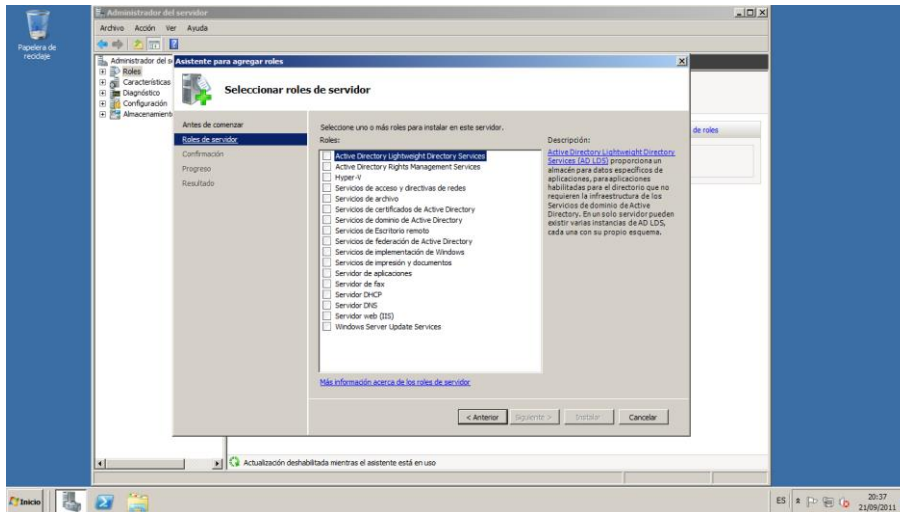 Papelera de
reciclaje
Administrador del servidor
Archivo Acción Ver Ayuda
Administrador del s
Roles
Características
Diagnóstico
Configuración
Almacenamient
Asistente para agregar roles
Seleccionar roles de servidor
Antes de comenzar
Roles de servidor
Confirmación
Progreso
Resultado
Seleccione uno o más roles para instalar en este servidor.
Roles:
Active Directory Lightweight Directory Services
Active Directory Rights Management Services
Hyper-V
Servicios de acceso y directivas de redes
Servicios de archivo
Servicios de certificados de Active Directory
Servicios de dominio de Active Directory
Servicios de Escritorio remoto
Servicios de federación de Active Directory
Servicios de implementación de Windows
Servicios de impresión y documentos
Servidor de aplicaciones
Servidor de fax
Servidor DHCP
Servidor DNS
Servidor web (IIS)
Windows Server Update Services
Más información acerca de los roles de servidor
Descripción:
Active Directory Lightweight Directory
Services (AD LDS) proporciona un
almacén para datos específicos de
aplicaciones, para aplicaciones
habilitadas para el directorio que no
requieren la infraestructura de los
Servicios de dominio de Active
Directory. En un solo servidor pueden
existir varias instancias de AD LDS,
cada una con su propio esquema.
de roles
< Anterior Siguiente > Instalar Cancelar
Actualización deshabilitada mientras el asistente está en uso
Inicio
ES
20:37
21/09/2011